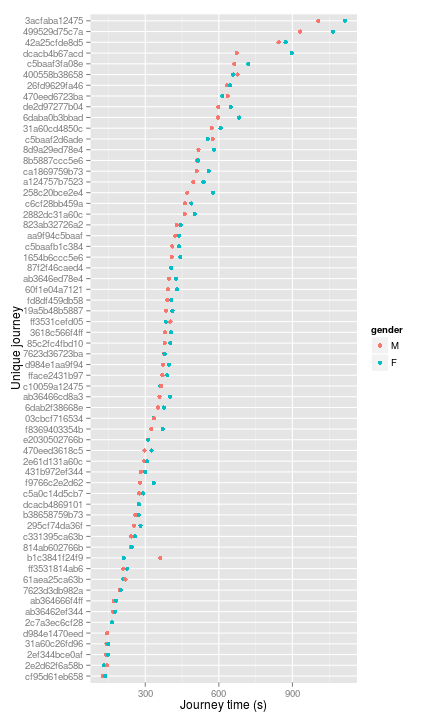 3acfaba12475
499529d75c7a
42a25cfde8d5
dcacb4b67acd
c5baaf3fa08e
400558b38658
26fd9629fa46
470eed6723ba
de2d97277b04
6daba0b3bbad
31a60cd4850c
c5baaf2d6ade
8d9a29ed78e4
8b5887ccc5e6
ca1869759b73
a124757b7523
258c20bce2e4
c6cf28bb459a
2882dc31a60c
823ab32726a2
aa9f94c5baaf
c5baafb1c384
1654b6ccc5e6
87f2f46caed4
ab3646ed78e4
60f1e04a7121
fd8df459db58
19a5b48b5887
ff3531cefd05
3618c566f4ff
85c2fc4fbd10
7623d36723ba
d984e1aa9f94
fface2431b97
c10059a12475
ab36466cd8a3
6dab2f38668e
03cbcf716534
f8369403354b
e2030502766b
470eed3618c5
2e61d131a60c
431b972ef344
f9766c2e2d62
c5a0c14d5cb7
dcacb4869101
b38658759b73
295cf74da36f
c331395ca63b
814ab602766b
b1c3841f24f9
ff3531814ab6
61aea25ca63b
7623d3db982a
ab364666f4ff
ab36462ef344
2c7a3ec6cf28
d984e1470eed
31a60c26fd96
2ef344bce0af
2e2d62f6a58b
cf95d61eb658
Unique journey
300 600 900
Journey time (s)
gender
M
F